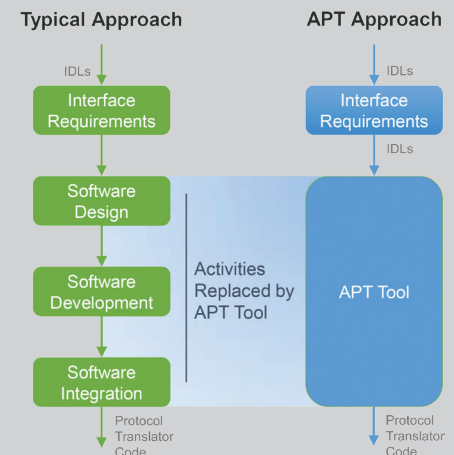 Typical Approach
IDLs
Interface
Requirements
Software
Design
Software
Development
Software
Integration
Protocol
Translator
Code
Activities
Replaced by
APT Tool
APT Approach
IDLs
Interface
Requirements
IDLs
APT Tool
Protocol
Translator
Code